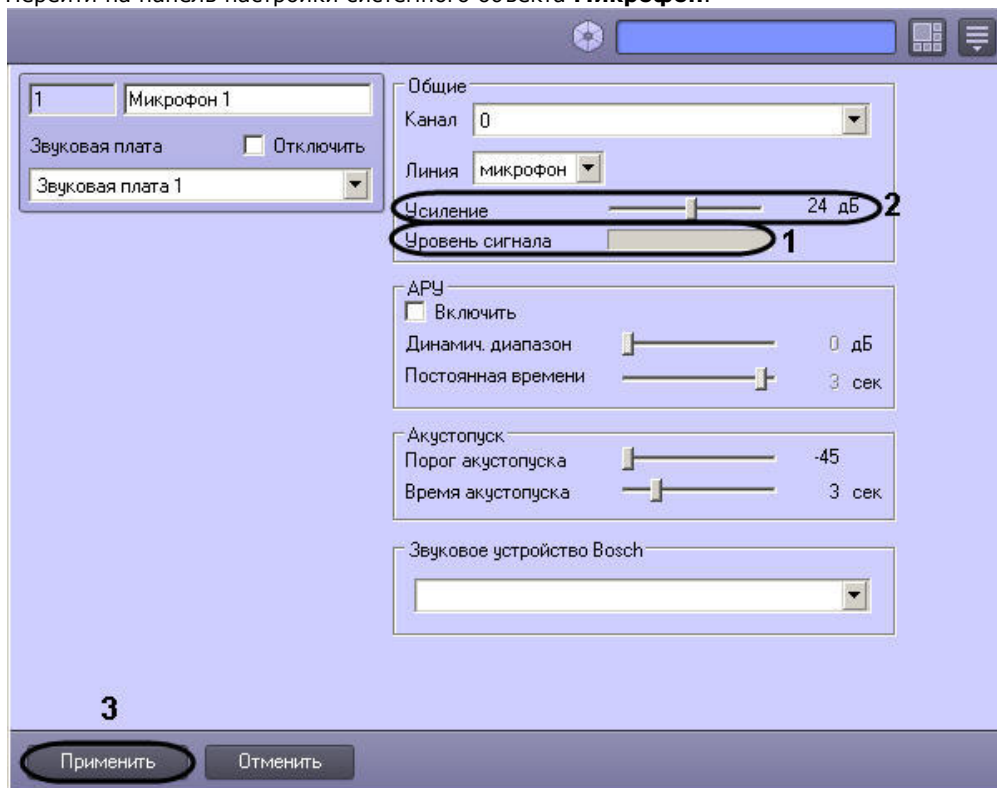 Перейти на панель настройки системного объекта Микрофон.
1 Микрофон 1
Звуковая плата Отключить
Звуковая плата 1
Общие
Канал 0
Линия микрофон
Усиление 24 дБ 2
Уровень сигнала 1
АРУ
Включить
Динамич. диапазон 0 дБ
Постоянная времени 3 сек
Акустопуск
Порог акустопуска -45
Время акустопуска 3 сек
Звуковое устройство Bosch
3
Применить Отменить